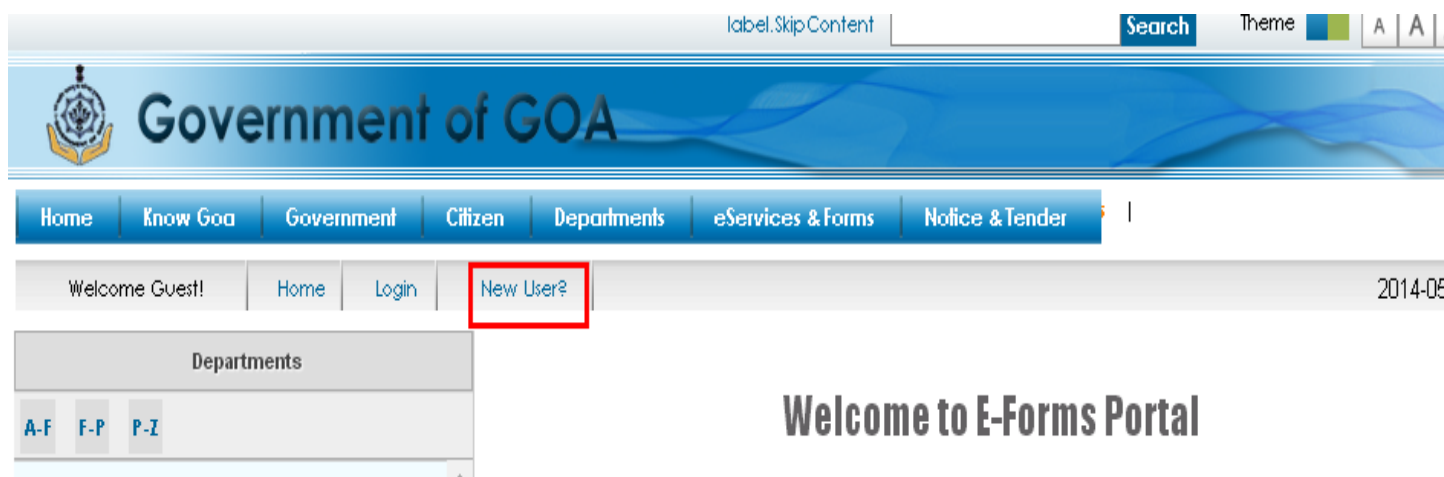 label.SkipContent Search Theme A A
Government of GOA
Home Know Goa Government Citizen Departments eServices & Forms Notice & Tender |
Welcome Guest! Home Login New User? 2014-05
Departments
A-F F-P P-Z
Welcome to E-Forms Portal